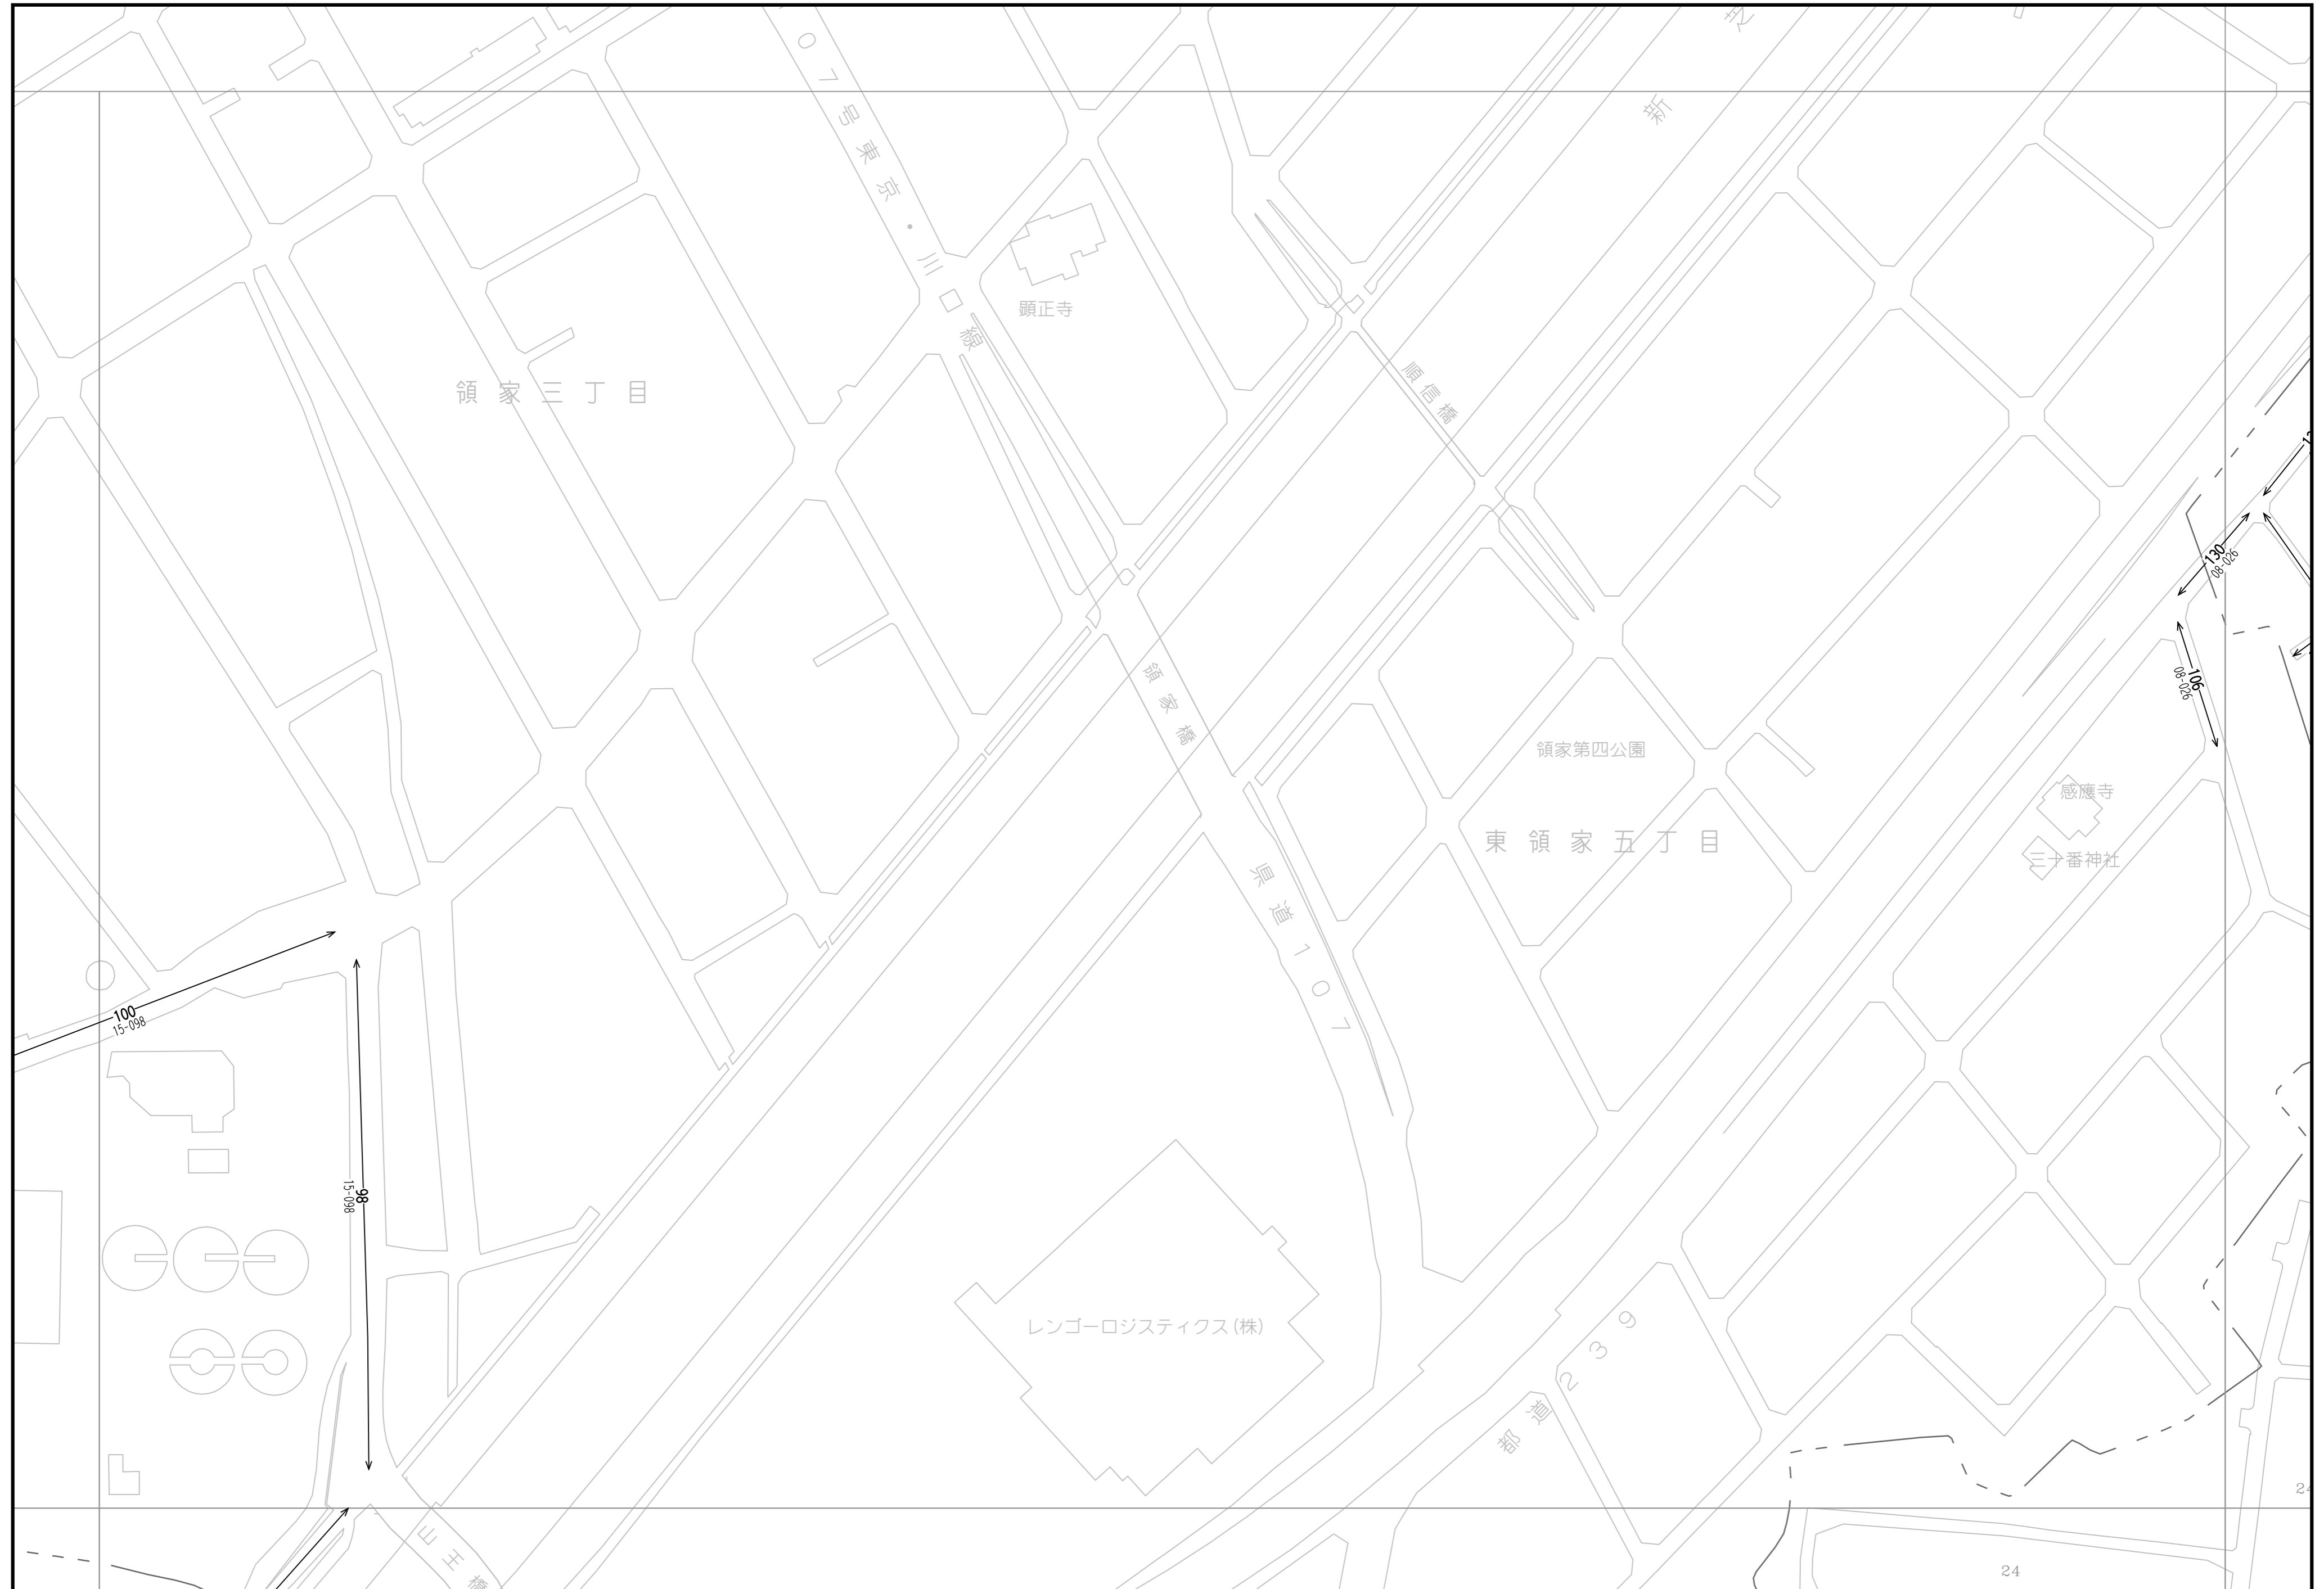 107号東京・川口線
新芝
顕正寺
領家三丁目
順信橋
130
08-026
106
08-026
領家橋
領家第四公園
感應寺
東領家五丁目
三十番神社
県道107
100
15-098
98
15-098
レンゴーロジスティクス(株)
都道239
24